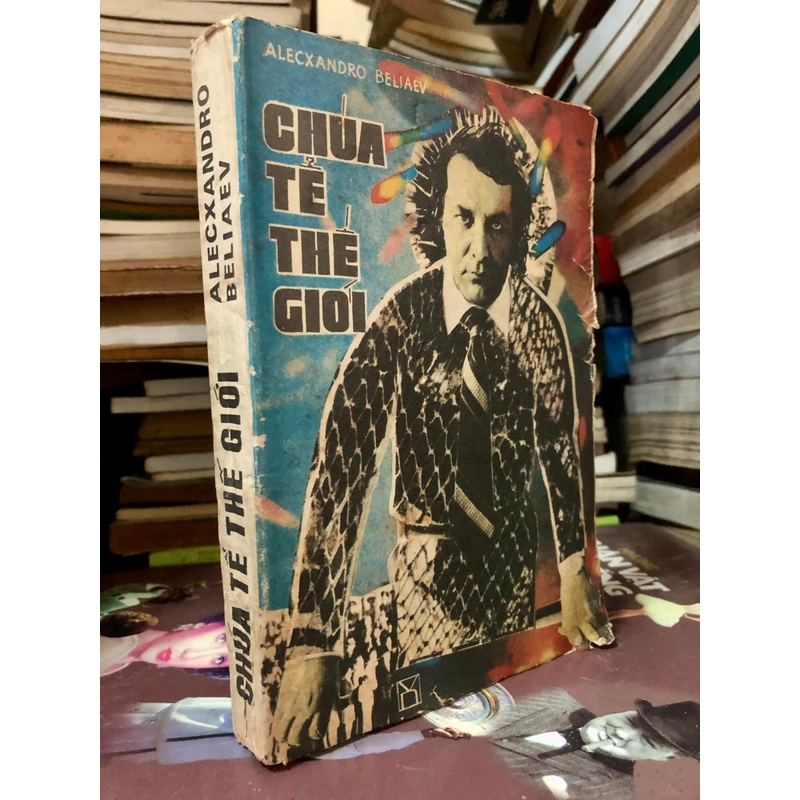 ALECXANDRO BELIAEV
CHÚA
TỂ
THẾ
GIỚI
ALECXANDRO
BELIAEV
CHÚA TỂ THẾ GIỚI